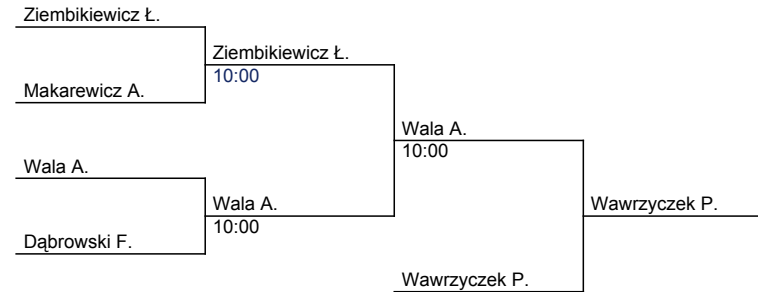 Ziembikiewicz Ł.
Ziembikiewicz Ł.
10:00
Makarewicz A.
Wala A.
10:00
Wala A.
Wala A.
10:00
Wawrzyczek P.
Dąbrowski F.
Wawrzyczek P.